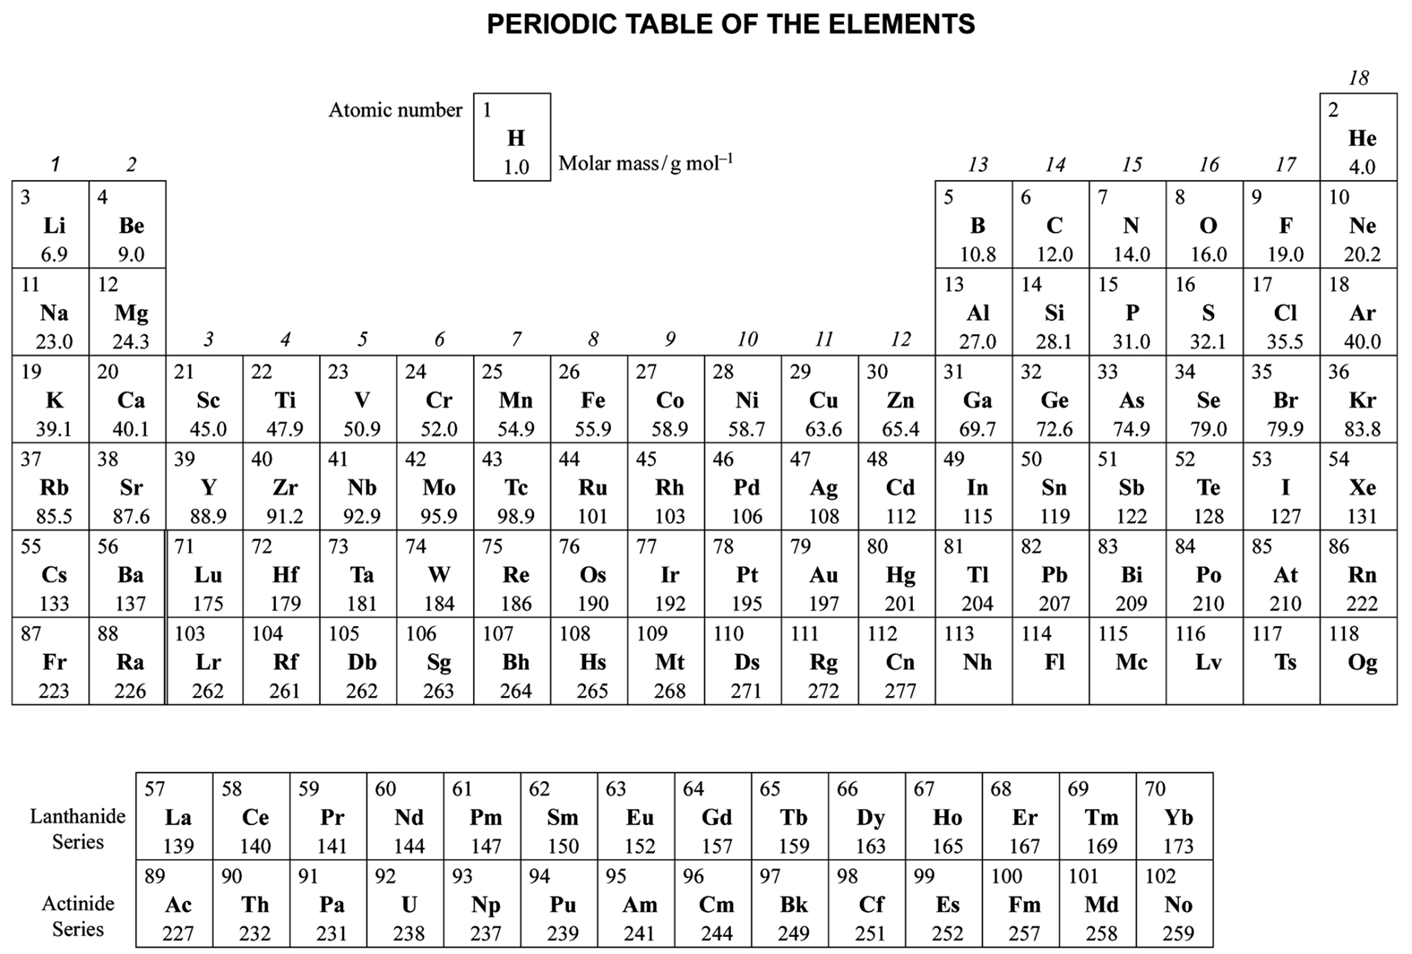 PERIODIC TABLE OF THE ELEMENTS
18
Atomic number 1 2
H He
1 2 1.0 Molar mass/g mol⁻¹ 13 14 15 16 17 4.0
3 4 5 6 7 8 9 10
Li Be B C N O F Ne
6.9 9.0 10.8 12.0 14.0 16.0 19.0 20.2
11 12 13 14 15 16 17 18
Na Mg Al Si P S Cl Ar
23.0 24.3 3 4 5 6 7 8 9 10 11 12 27.0 28.1 31.0 32.1 35.5 40.0
19 20 21 22 23 24 25 26 27 28 29 30 31 32 33 34 35 36
K Ca Sc Ti V Cr Mn Fe Co Ni Cu Zn Ga Ge As Se Br Kr
39.1 40.1 45.0 47.9 50.9 52.0 54.9 55.9 58.9 58.7 63.6 65.4 69.7 72.6 74.9 79.0 79.9 83.8
37 38 39 40 41 42 43 44 45 46 47 48 49 50 51 52 53 54
Rb Sr Y Zr Nb Mo Tc Ru Rh Pd Ag Cd In Sn Sb Te I Xe
85.5 87.6 88.9 91.2 92.9 95.9 98.9 101 103 106 108 112 115 119 122 128 127 131
55 56 71 72 73 74 75 76 77 78 79 80 81 82 83 84 85 86
Cs Ba Lu Hf Ta W Re Os Ir Pt Au Hg Tl Pb Bi Po At Rn
133 137 175 179 181 184 186 190 192 195 197 201 204 207 209 210 210 222
87 88 103 104 105 106 107 108 109 110 111 112 113 114 115 116 117 118
Fr Ra Lr Rf Db Sg Bh Hs Mt Ds Rg Cn Nh Fl Mc Lv Ts Og
223 226 262 261 262 263 264 265 268 271 272 277
57 58 59 60 61 62 63 64 65 66 67 68 69 70
Lanthanide La Ce Pr Nd Pm Sm Eu Gd Tb Dy Ho Er Tm Yb
Series 139 140 141 144 147 150 152 157 159 163 165 167 169 173
89 90 91 92 93 94 95 96 97 98 99 100 101 102
Actinide Ac Th Pa U Np Pu Am Cm Bk Cf Es Fm Md No
Series 227 232 231 238 237 239 241 244 249 251 252 257 258 259